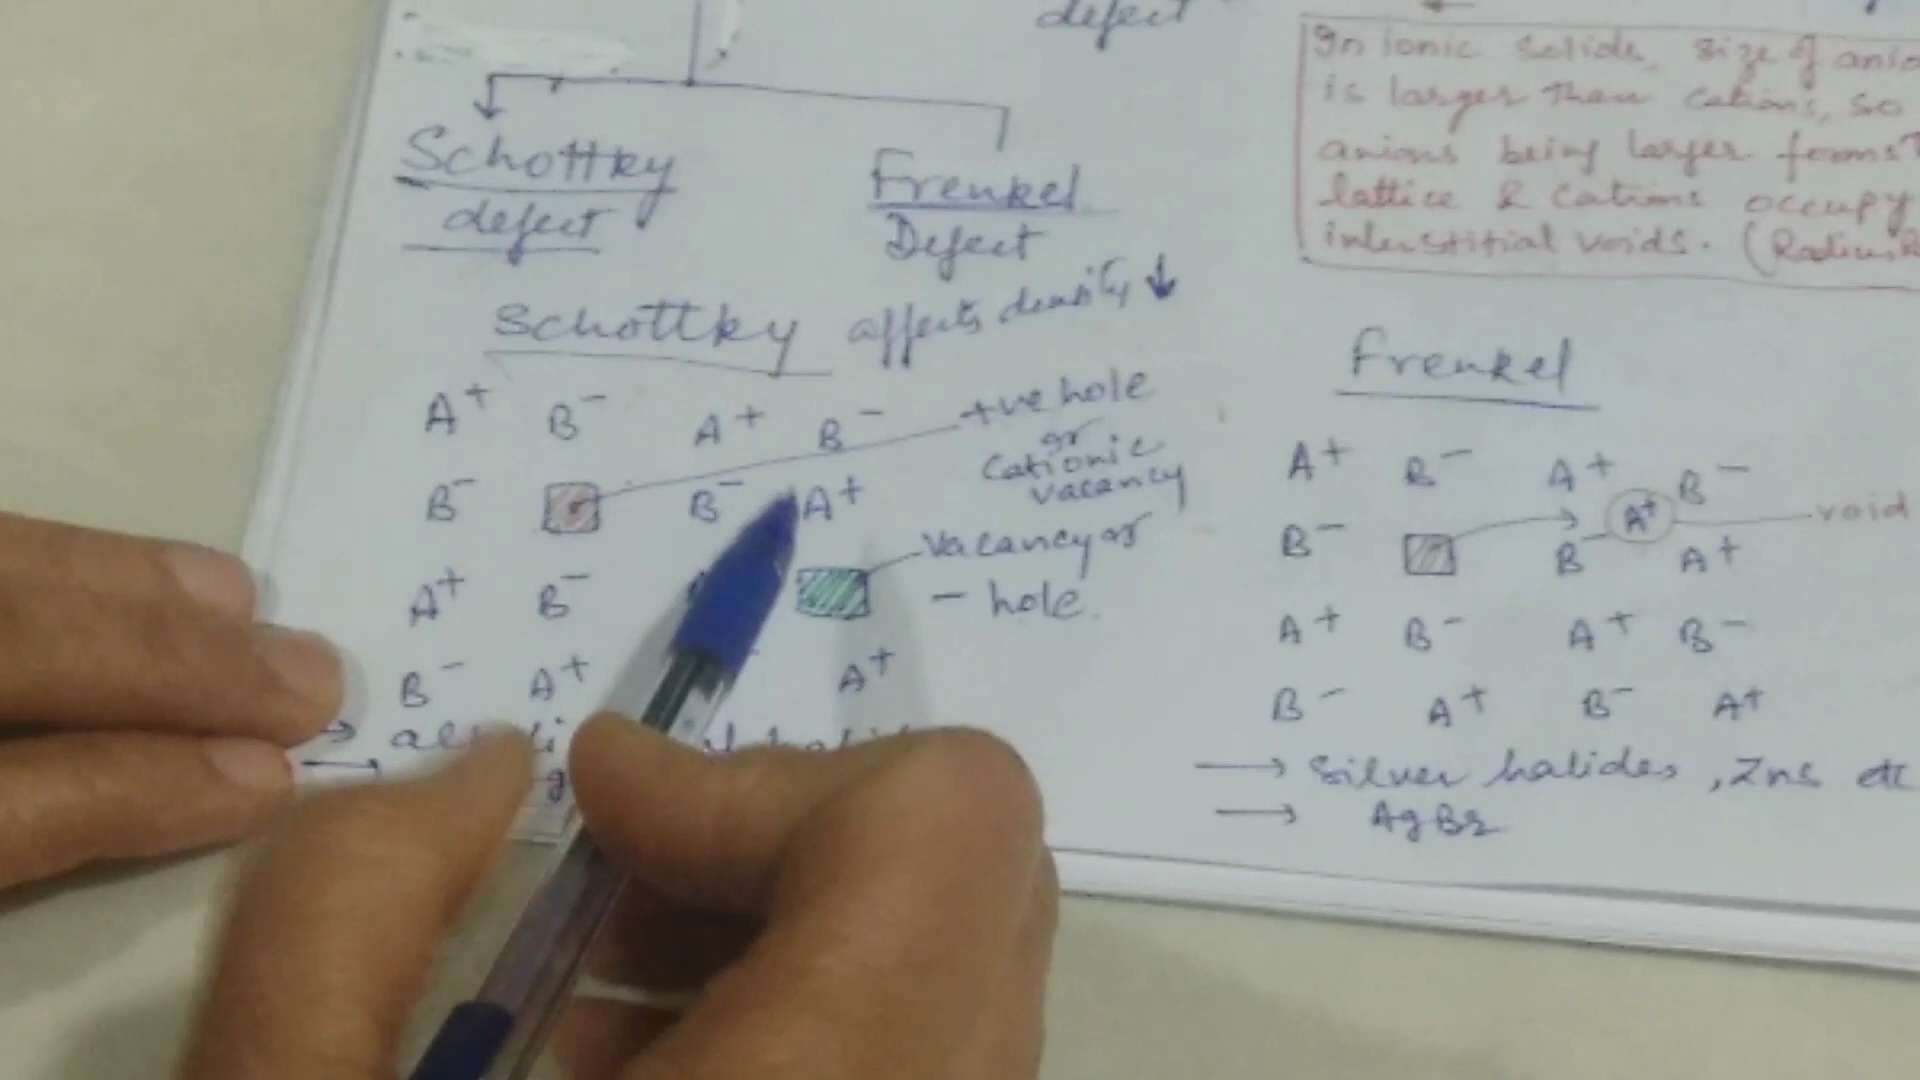 defect
In ionic solids, size of
is larger than cations, so
anions being larger forms
lattice & cations occupy
interstitial voids.
Schottky
defect
Frenkel
Defect
Schottky affects density ↓
A+ B- A+ B-
+ve hole
or
Cationic
vacancy
B- B- A+
A+ B-
vacancy or
- hole.
B- A+ A+
Frenkel
A+ B- A+ B-
A+ void
B- B- A+
A+ B- A+ B-
B- A+ B- A+
→ Silver halides, ZnS etc
→ AgBr